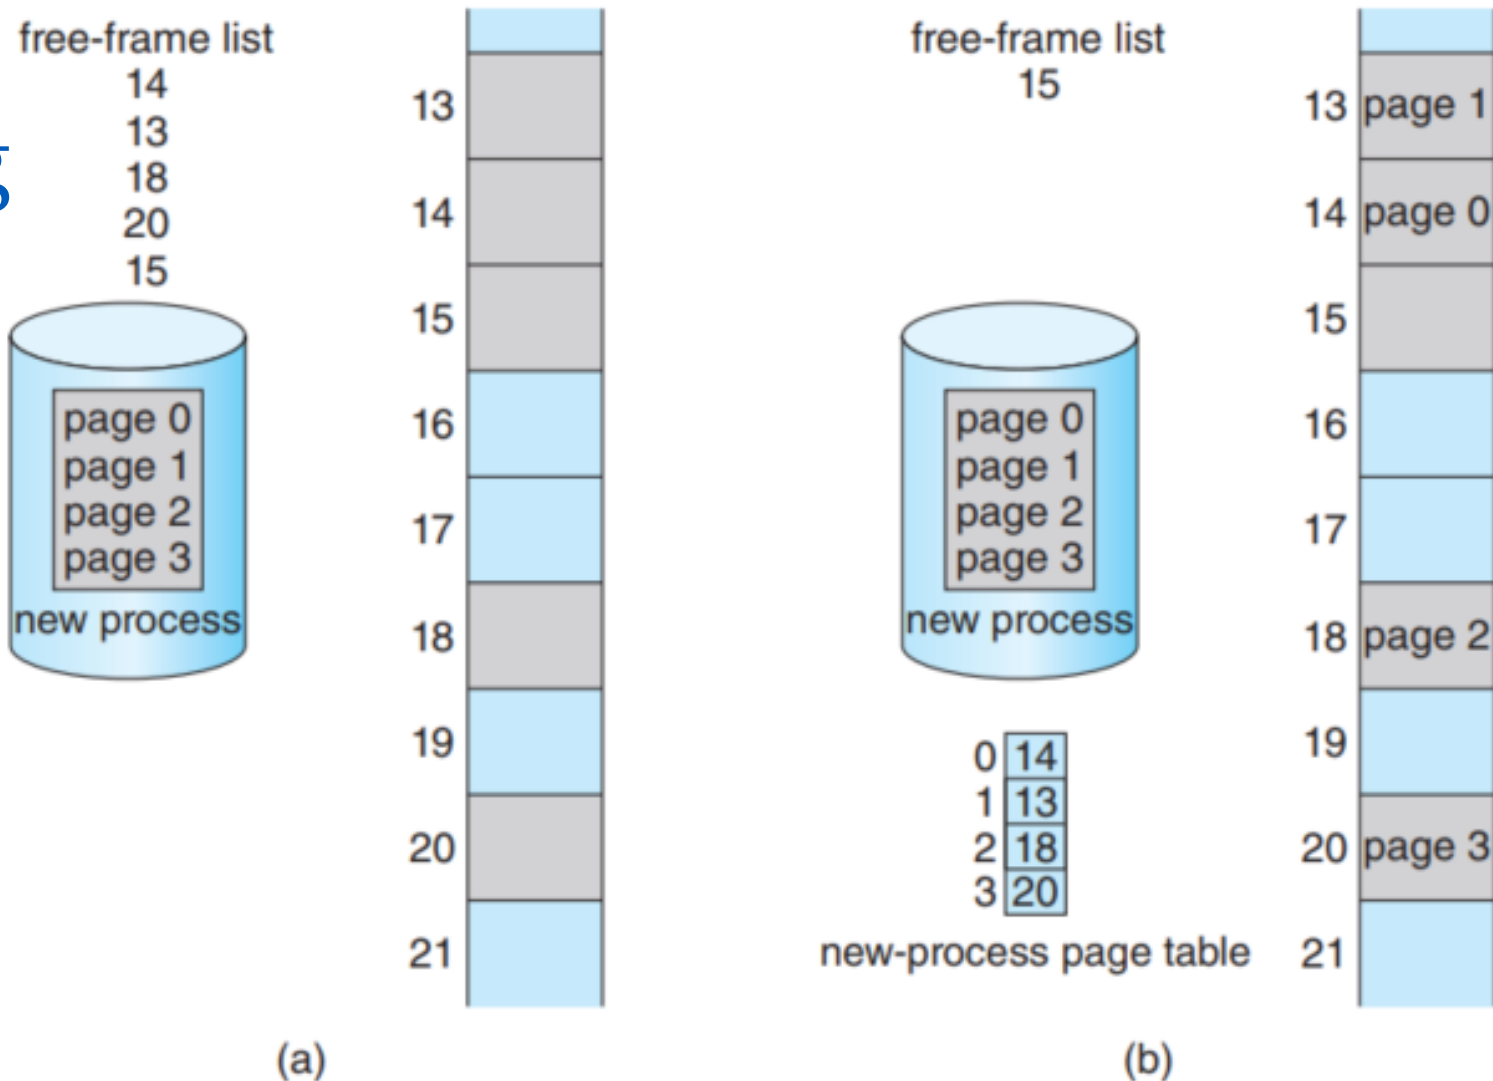 free-frame list
14
13
18
20
15
page 0
page 1
page 2
page 3
new process
13
14
15
16
17
18
19
20
21
(a)
free-frame list
15
page 0
page 1
page 2
page 3
new process
0 14
1 13
2 18
3 20
new-process page table
13 page 1
14 page 0
15
16
17
18 page 2
19
20 page 3
21
(b)